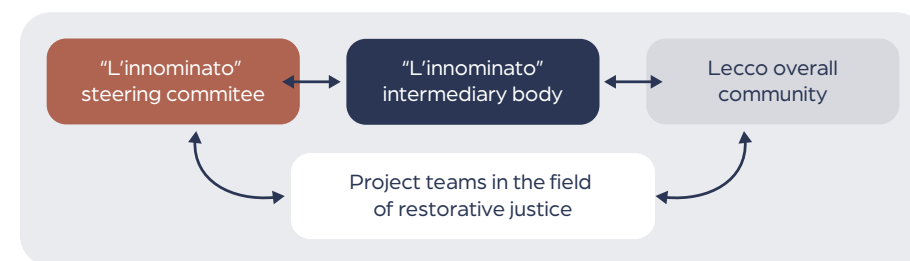 “L’innominato”
steering commitee
“L’innominato”
intermediary body
Lecco overall
community
Project teams in the field
of restorative justice